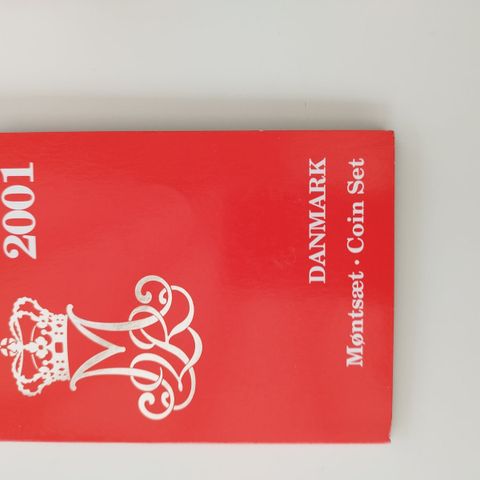 2001
DANMARK
Møntsæt · Coin Set